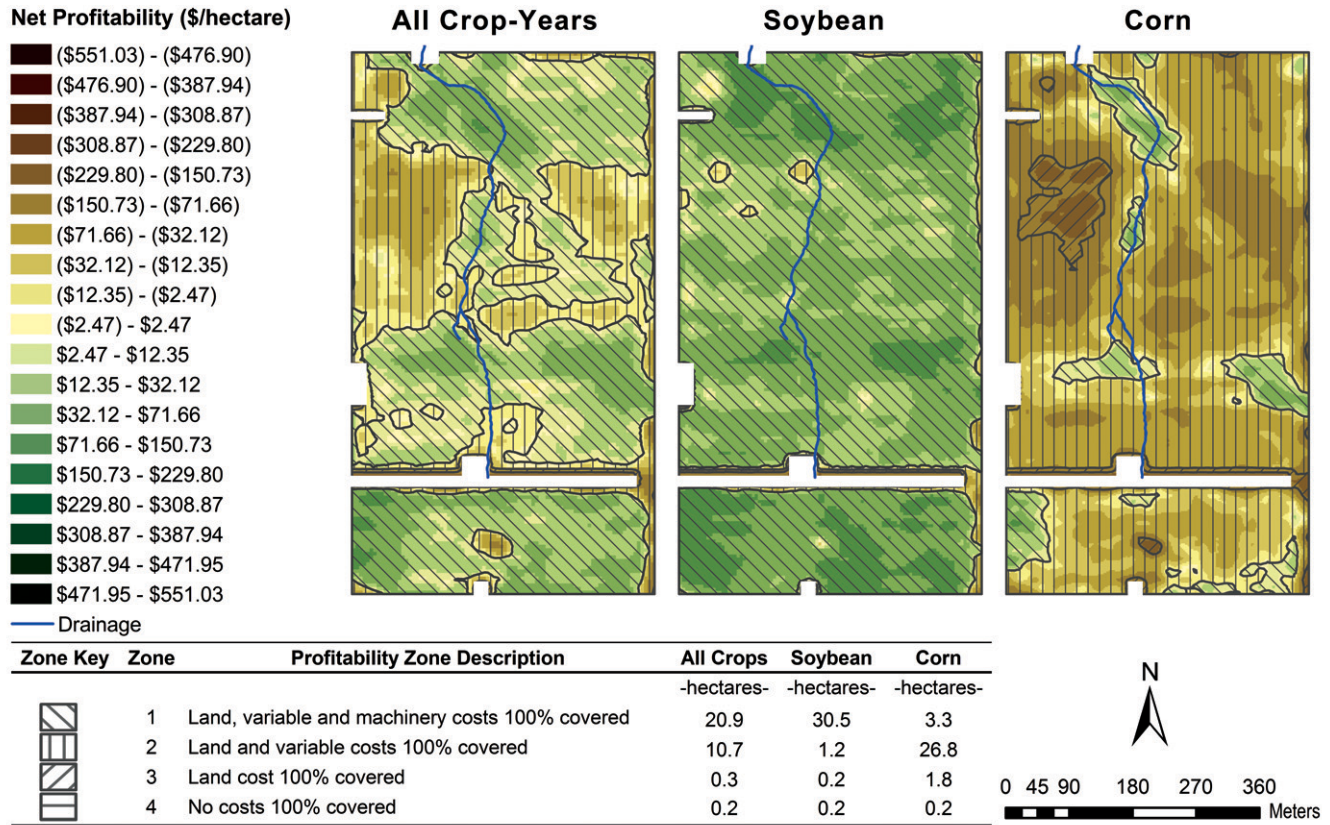 Net Profitability ($/hectare)
All Crop-Years
Soybean
Corn
($551.03) - ($476.90)
($476.90) - ($387.94)
($387.94) - ($308.87)
($308.87) - ($229.80)
($229.80) - ($150.73)
($150.73) - ($71.66)
($71.66) - ($32.12)
($32.12) - ($12.35)
($12.35) - ($2.47)
($2.47) - $2.47
$2.47 - $12.35
$12.35 - $32.12
$32.12 - $71.66
$71.66 - $150.73
$150.73 - $229.80
$229.80 - $308.87
$308.87 - $387.94
$387.94 - $471.95
$471.95 - $551.03
Drainage
Zone Key Zone Profitability Zone Description All Crops Soybean Corn
-hectares- -hectares- -hectares-
1 Land, variable and machinery costs 100% covered 20.9 30.5 3.3
2 Land and variable costs 100% covered 10.7 1.2 26.8
3 Land cost 100% covered 0.3 0.2 1.8
4 No costs 100% covered 0.2 0.2 0.2
N
0 45 90 180 270 360
Meters